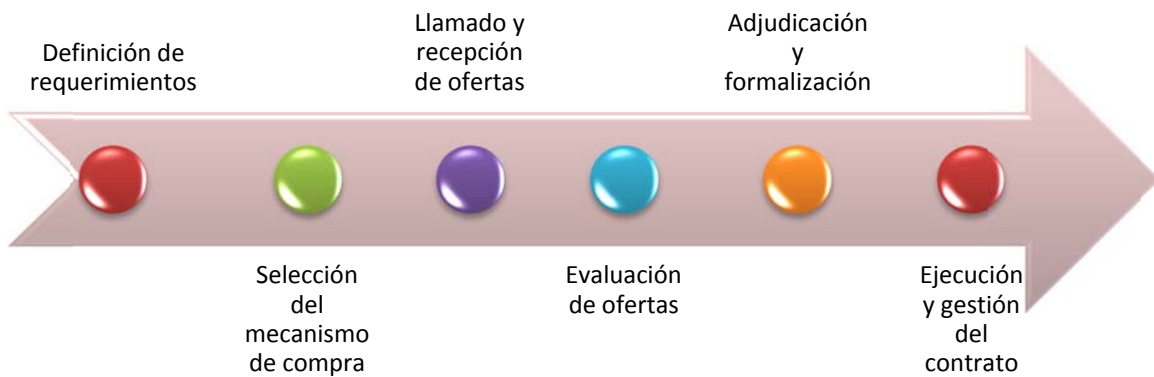 Definición de
requerimientos
Selección
del
mecanismo
de compra
Llamado y
recepción
de ofertas
Evaluación
de ofertas
Adjudicación
y
formalización
Ejecución
y gestión
del
contrato